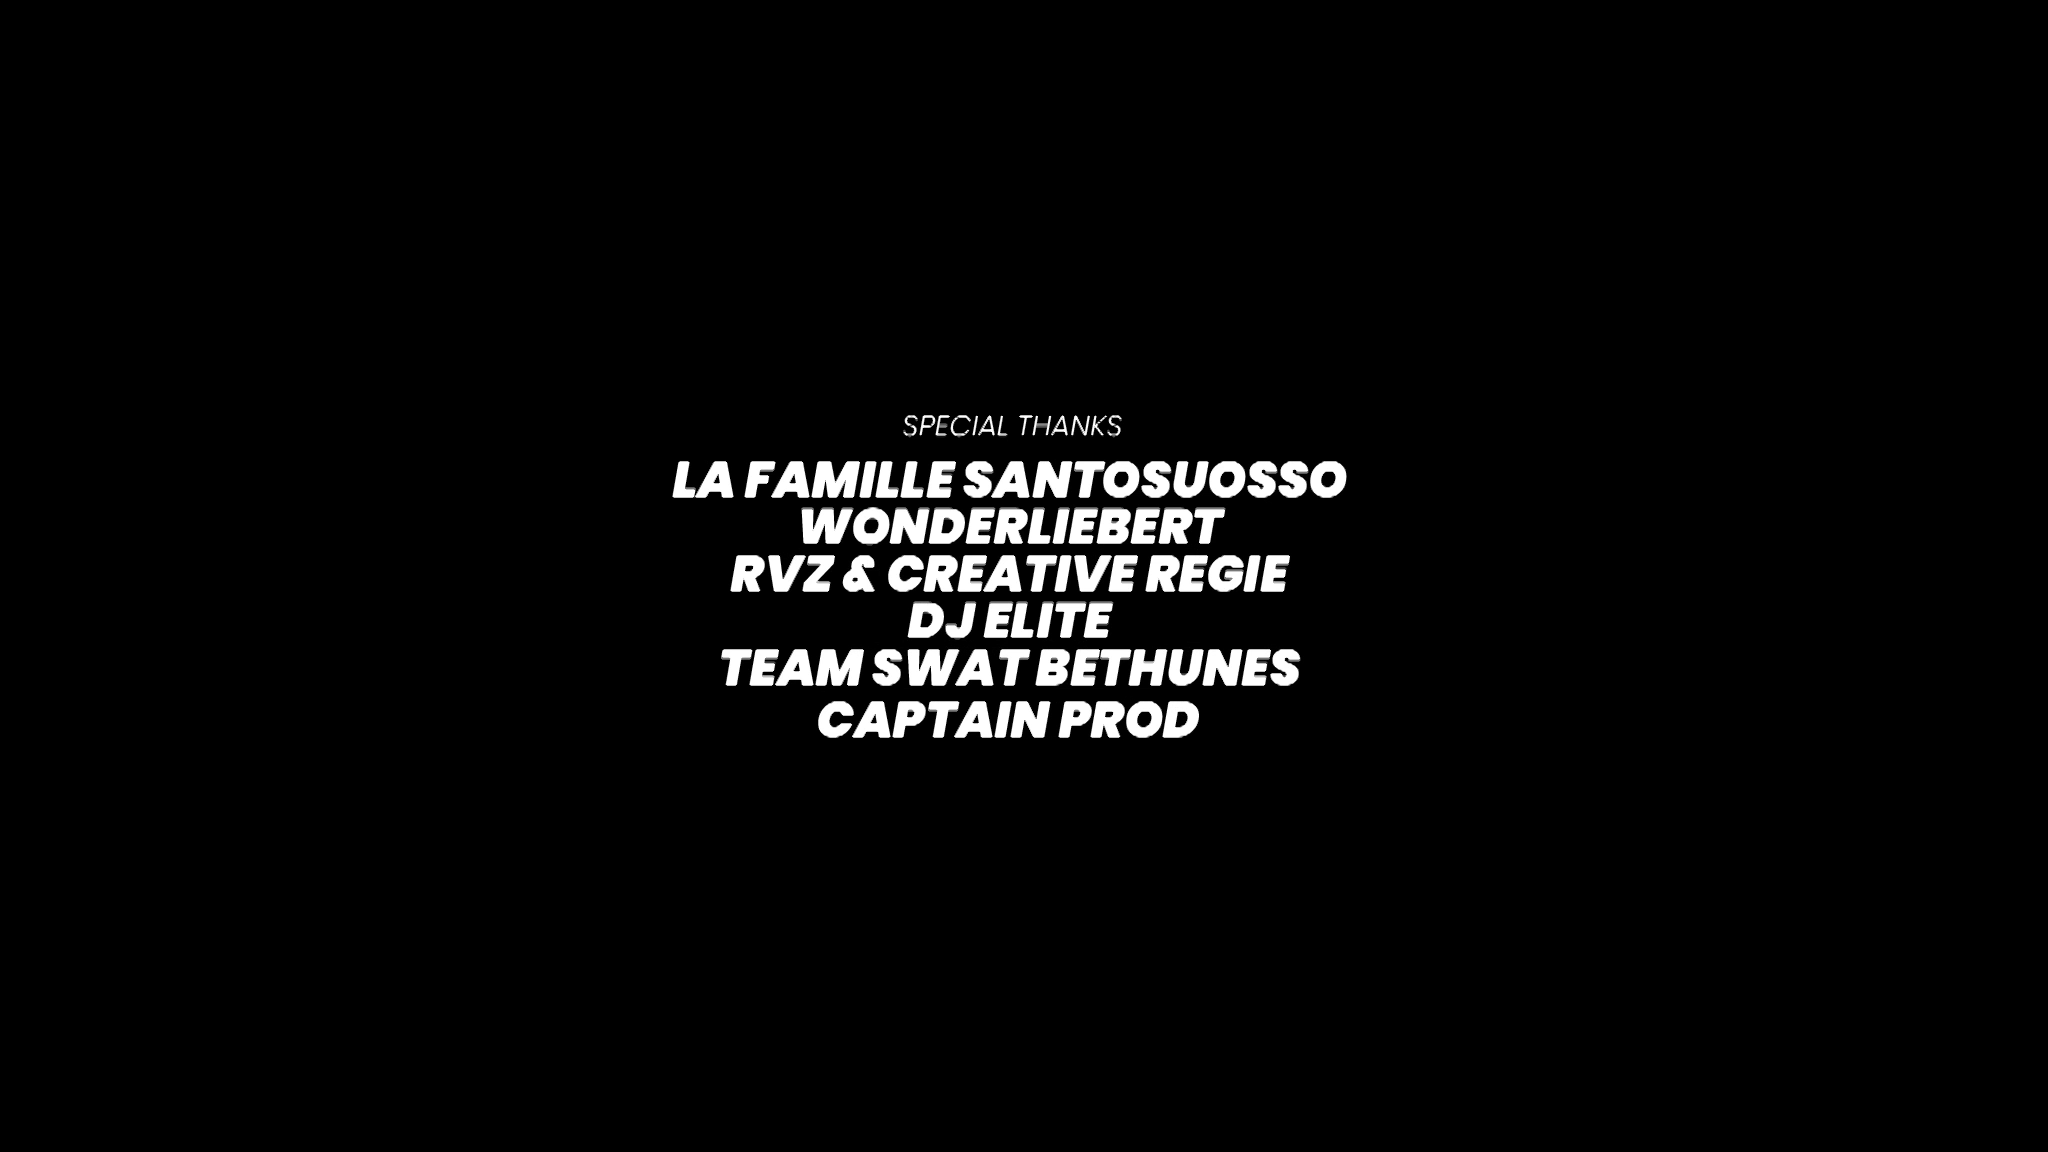 SPECIAL THANKS
LA FAMILLE SANTOSUOSSO
WONDERLIEBERT
RVZ & CREATIVE REGIE
DJ ELITE
TEAM SWAT BETHUNES
CAPTAIN PROD